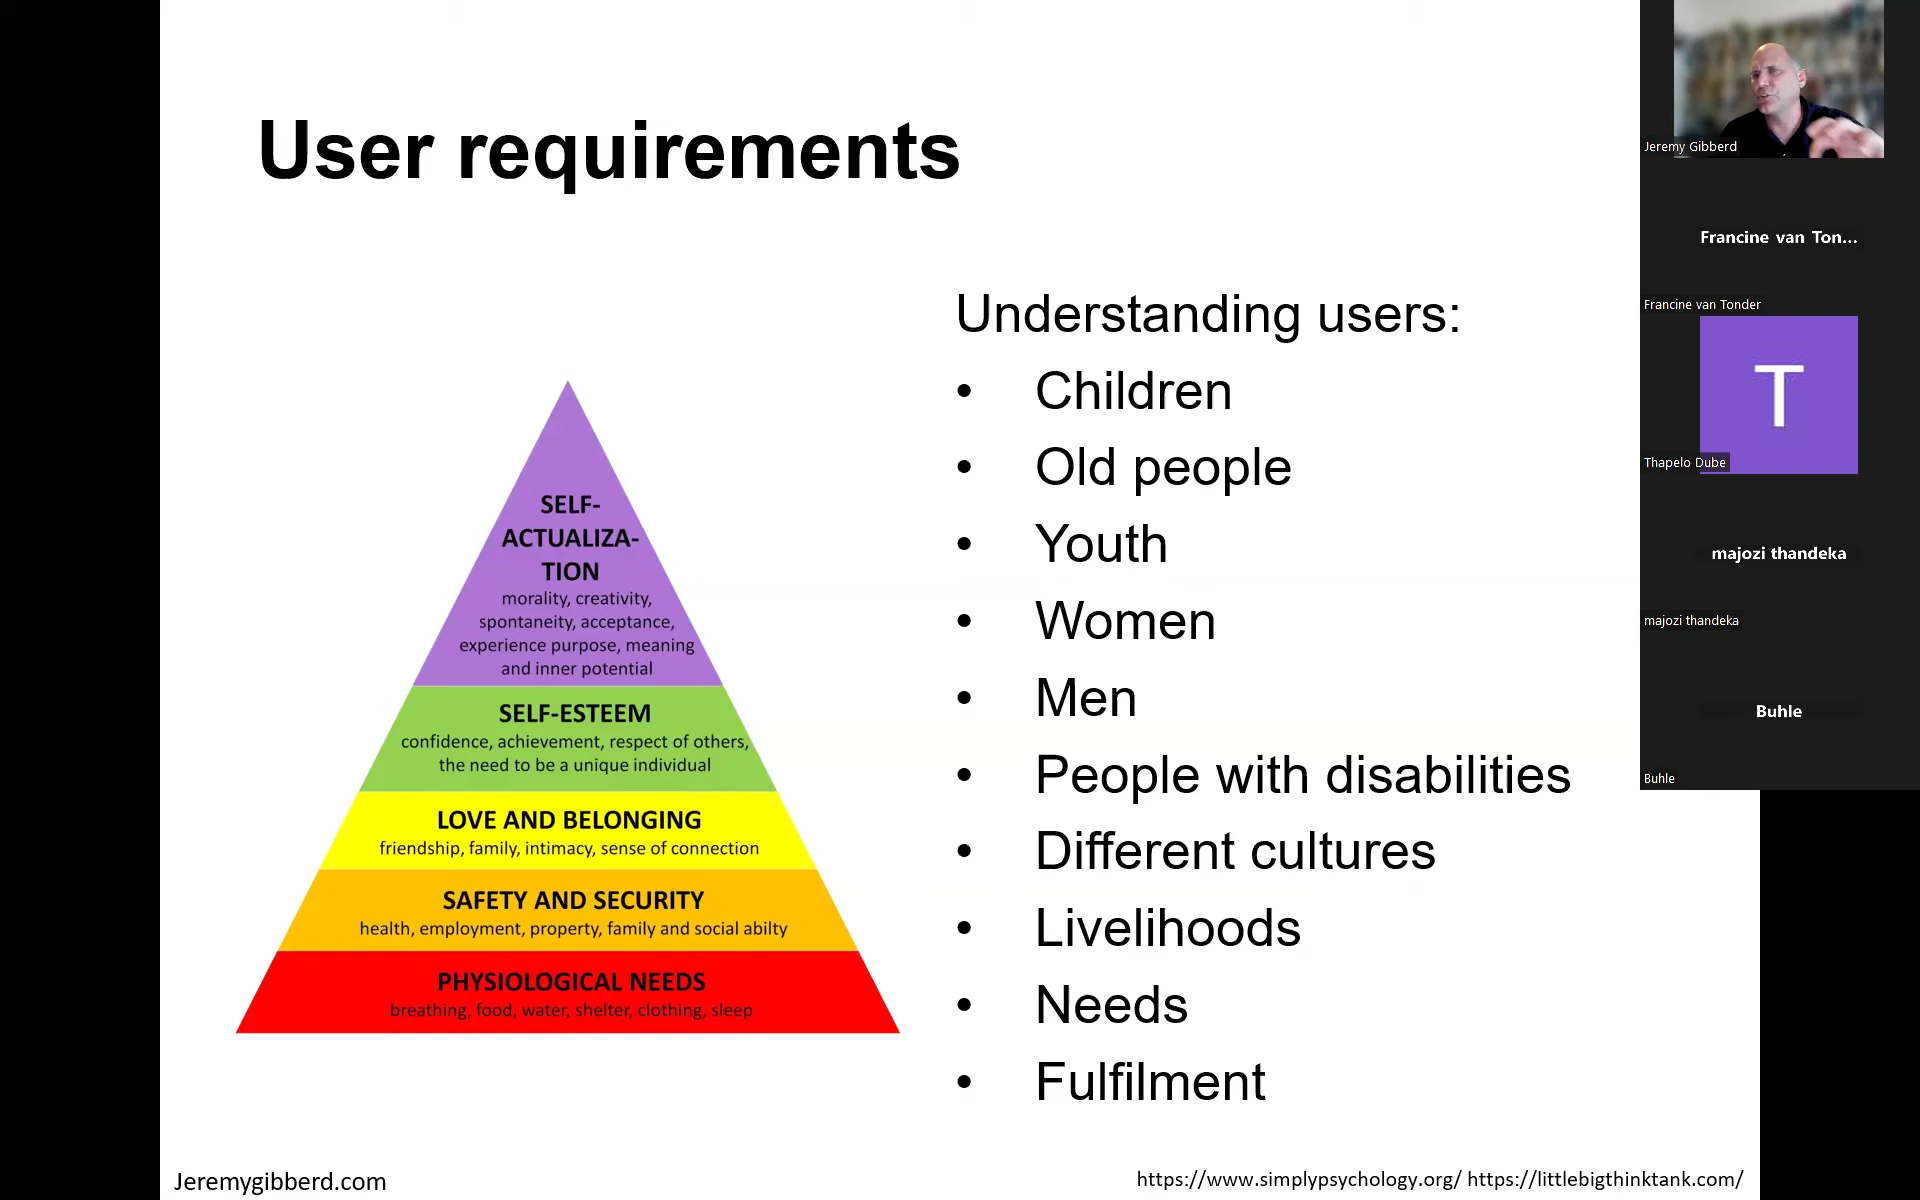 User requirements
SELF-
ACTUALIZA-
TION
morality, creativity,
spontaneity, acceptance,
experience purpose, meaning
and inner potential
SELF-ESTEEM
confidence, achievement, respect of others,
the need to be a unique individual
LOVE AND BELONGING
friendship, family, intimacy, sense of connection
SAFETY AND SECURITY
health, employment, property, family and social abilty
PHYSIOLOGICAL NEEDS
breathing, food, water, shelter, clothing, sleep
Understanding users:
• Children
• Old people
• Youth
• Women
• Men
• People with disabilities
• Different cultures
• Livelihoods
• Needs
• Fulfilment
Jeremygibberd.com
https://www.simplypsychology.org/ https://littlebigthinktank.com/
Jeremy Gibberd
Francine van Ton...
Francine van Tonder
T
Thapelo Dube
majozi thandeka
majozi thandeka
Buhle
Buhle